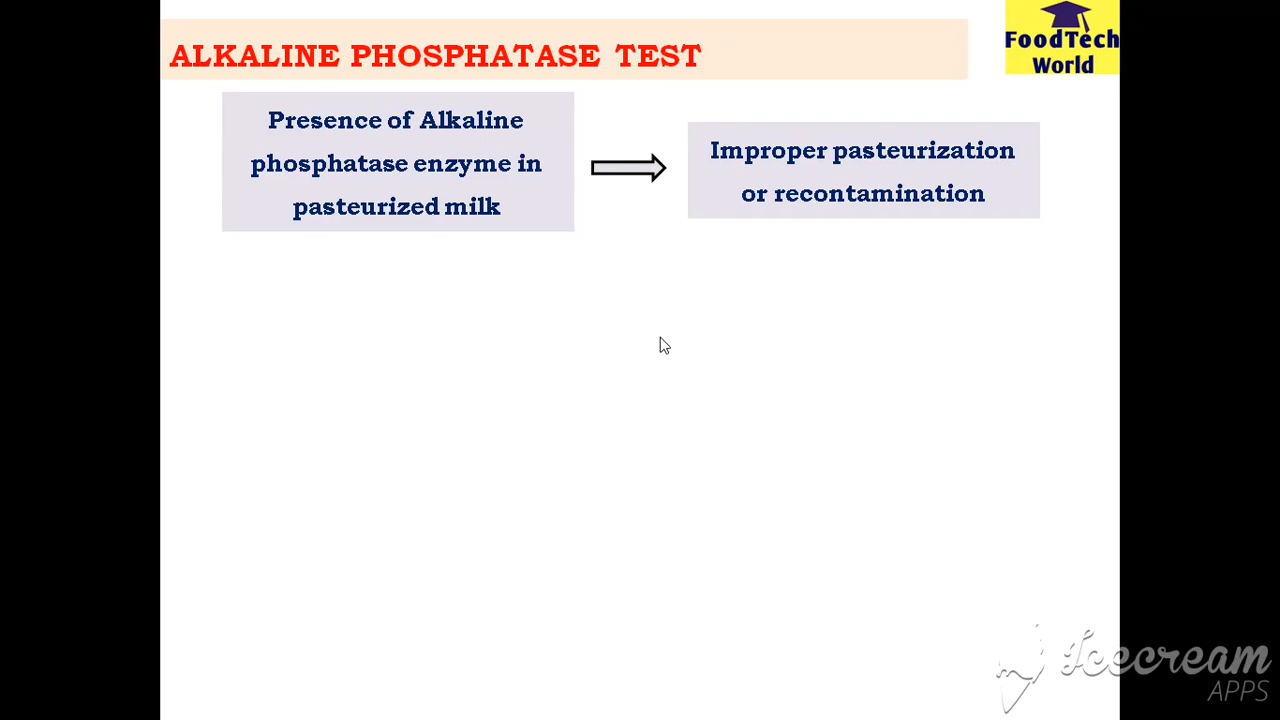 ALKALINE PHOSPHATASE TEST
FoodTech
World
Presence of Alkaline
phosphatase enzyme in
pasteurized milk
Improper pasteurization
or recontamination
Icecream
APPS